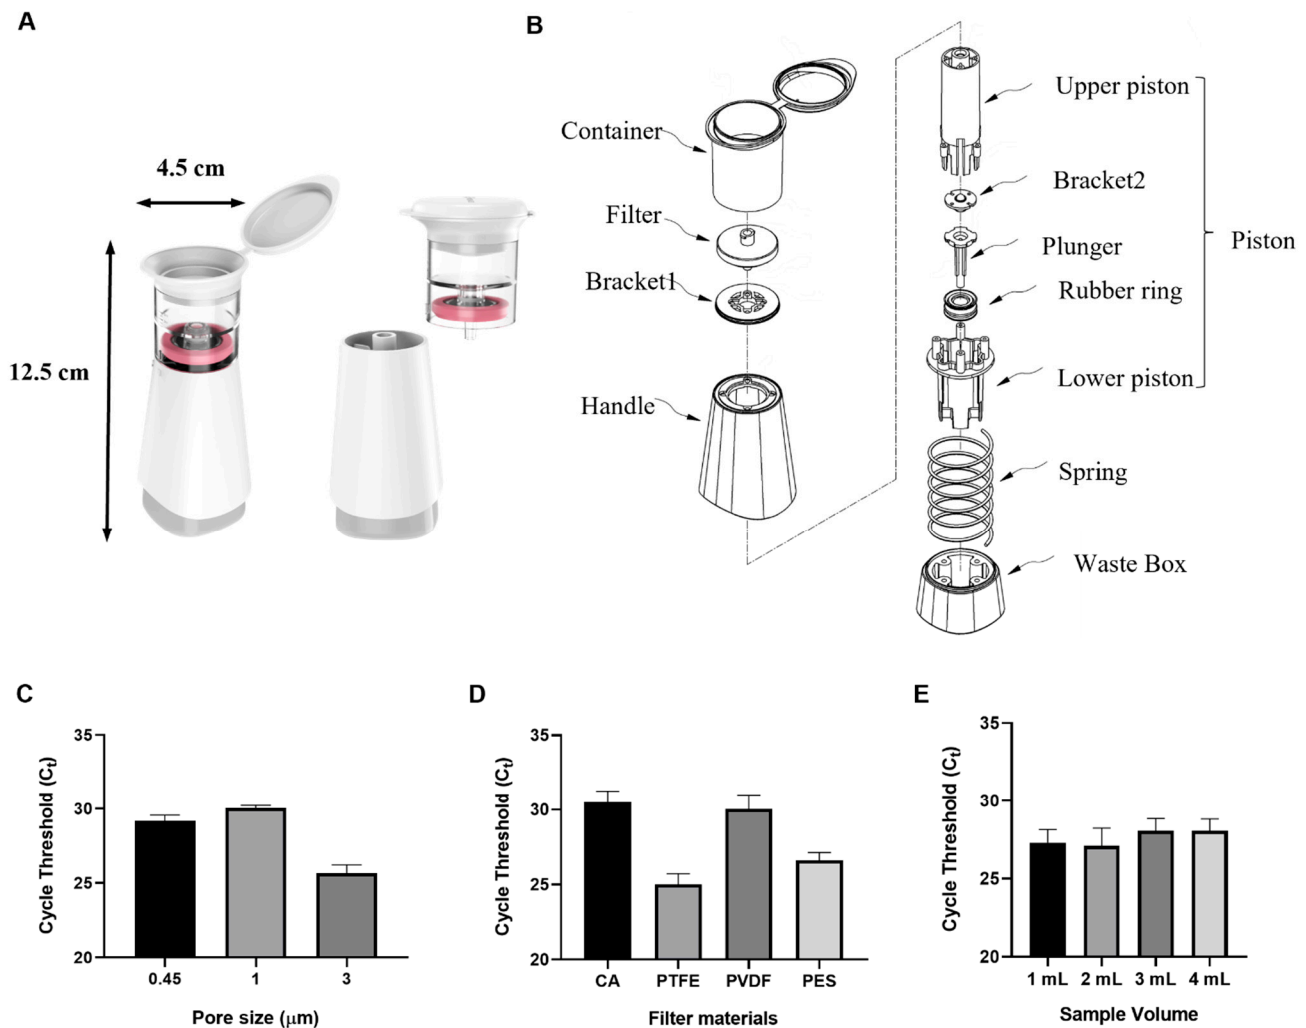 A
4.5 cm
12.5 cm
B
Container
Filter
Bracket1
Handle
Upper piston
Bracket2
Plunger
Rubber ring
Lower piston
Piston
Spring
Waste Box
C
Cycle Threshold (Ct)
35
30
25
20
0.45 1 3
Pore size (μm)
D
Cycle Threshold (Ct)
35
30
25
20
CA PTFE PVDF PES
Filter materials
E
Cycle Threshold (Ct)
35
30
25
20
1 mL 2 mL 3 mL 4 mL
Sample Volume